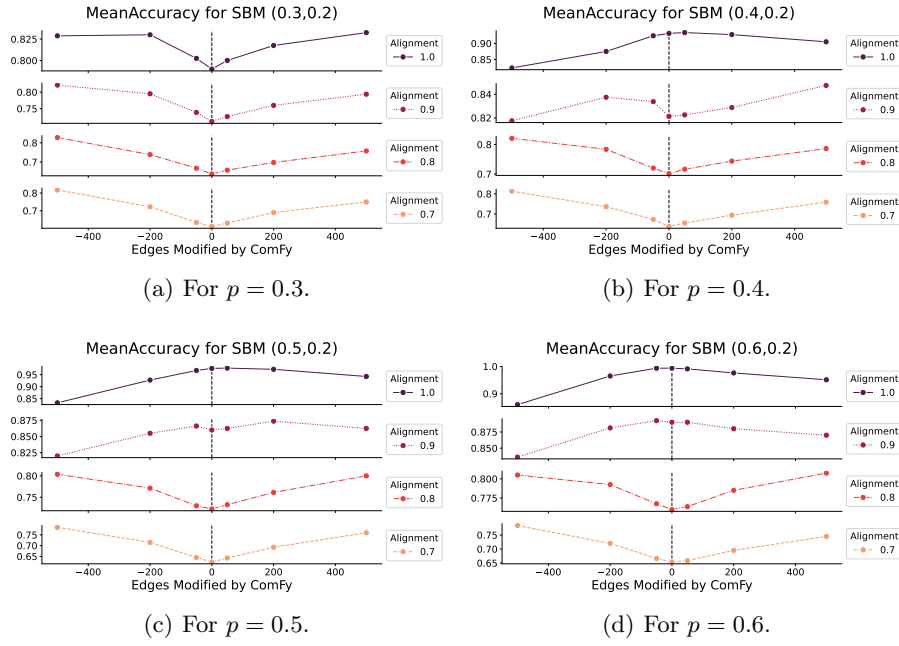 MeanAccuracy for SBM (0.3,0.2)
0.825
0.800
Alignment
1.0
0.80
0.75
Alignment
0.9
0.8
0.7
Alignment
0.8
0.8
0.7
Alignment
0.7
−400 −200 0 200 400
Edges Modified by ComFy
(a) For p = 0.3.
MeanAccuracy for SBM (0.4,0.2)
0.90
0.85
Alignment
1.0
0.84
0.82
Alignment
0.9
0.8
0.7
Alignment
0.8
0.8
0.7
Alignment
0.7
−400 −200 0 200 400
Edges Modified by ComFy
(b) For p = 0.4.
MeanAccuracy for SBM (0.5,0.2)
0.95
0.90
0.85
Alignment
1.0
0.875
0.850
0.825
Alignment
0.9
0.80
0.75
Alignment
0.8
0.75
0.70
0.65
Alignment
0.7
−400 −200 0 200 400
Edges Modified by ComFy
(c) For p = 0.5.
MeanAccuracy for SBM (0.6,0.2)
1.0
0.9
Alignment
1.0
0.875
0.850
Alignment
0.9
0.800
0.775
Alignment
0.8
0.75
0.70
0.65
Alignment
0.7
−400 −200 0 200 400
Edges Modified by ComFy
(d) For p = 0.6.